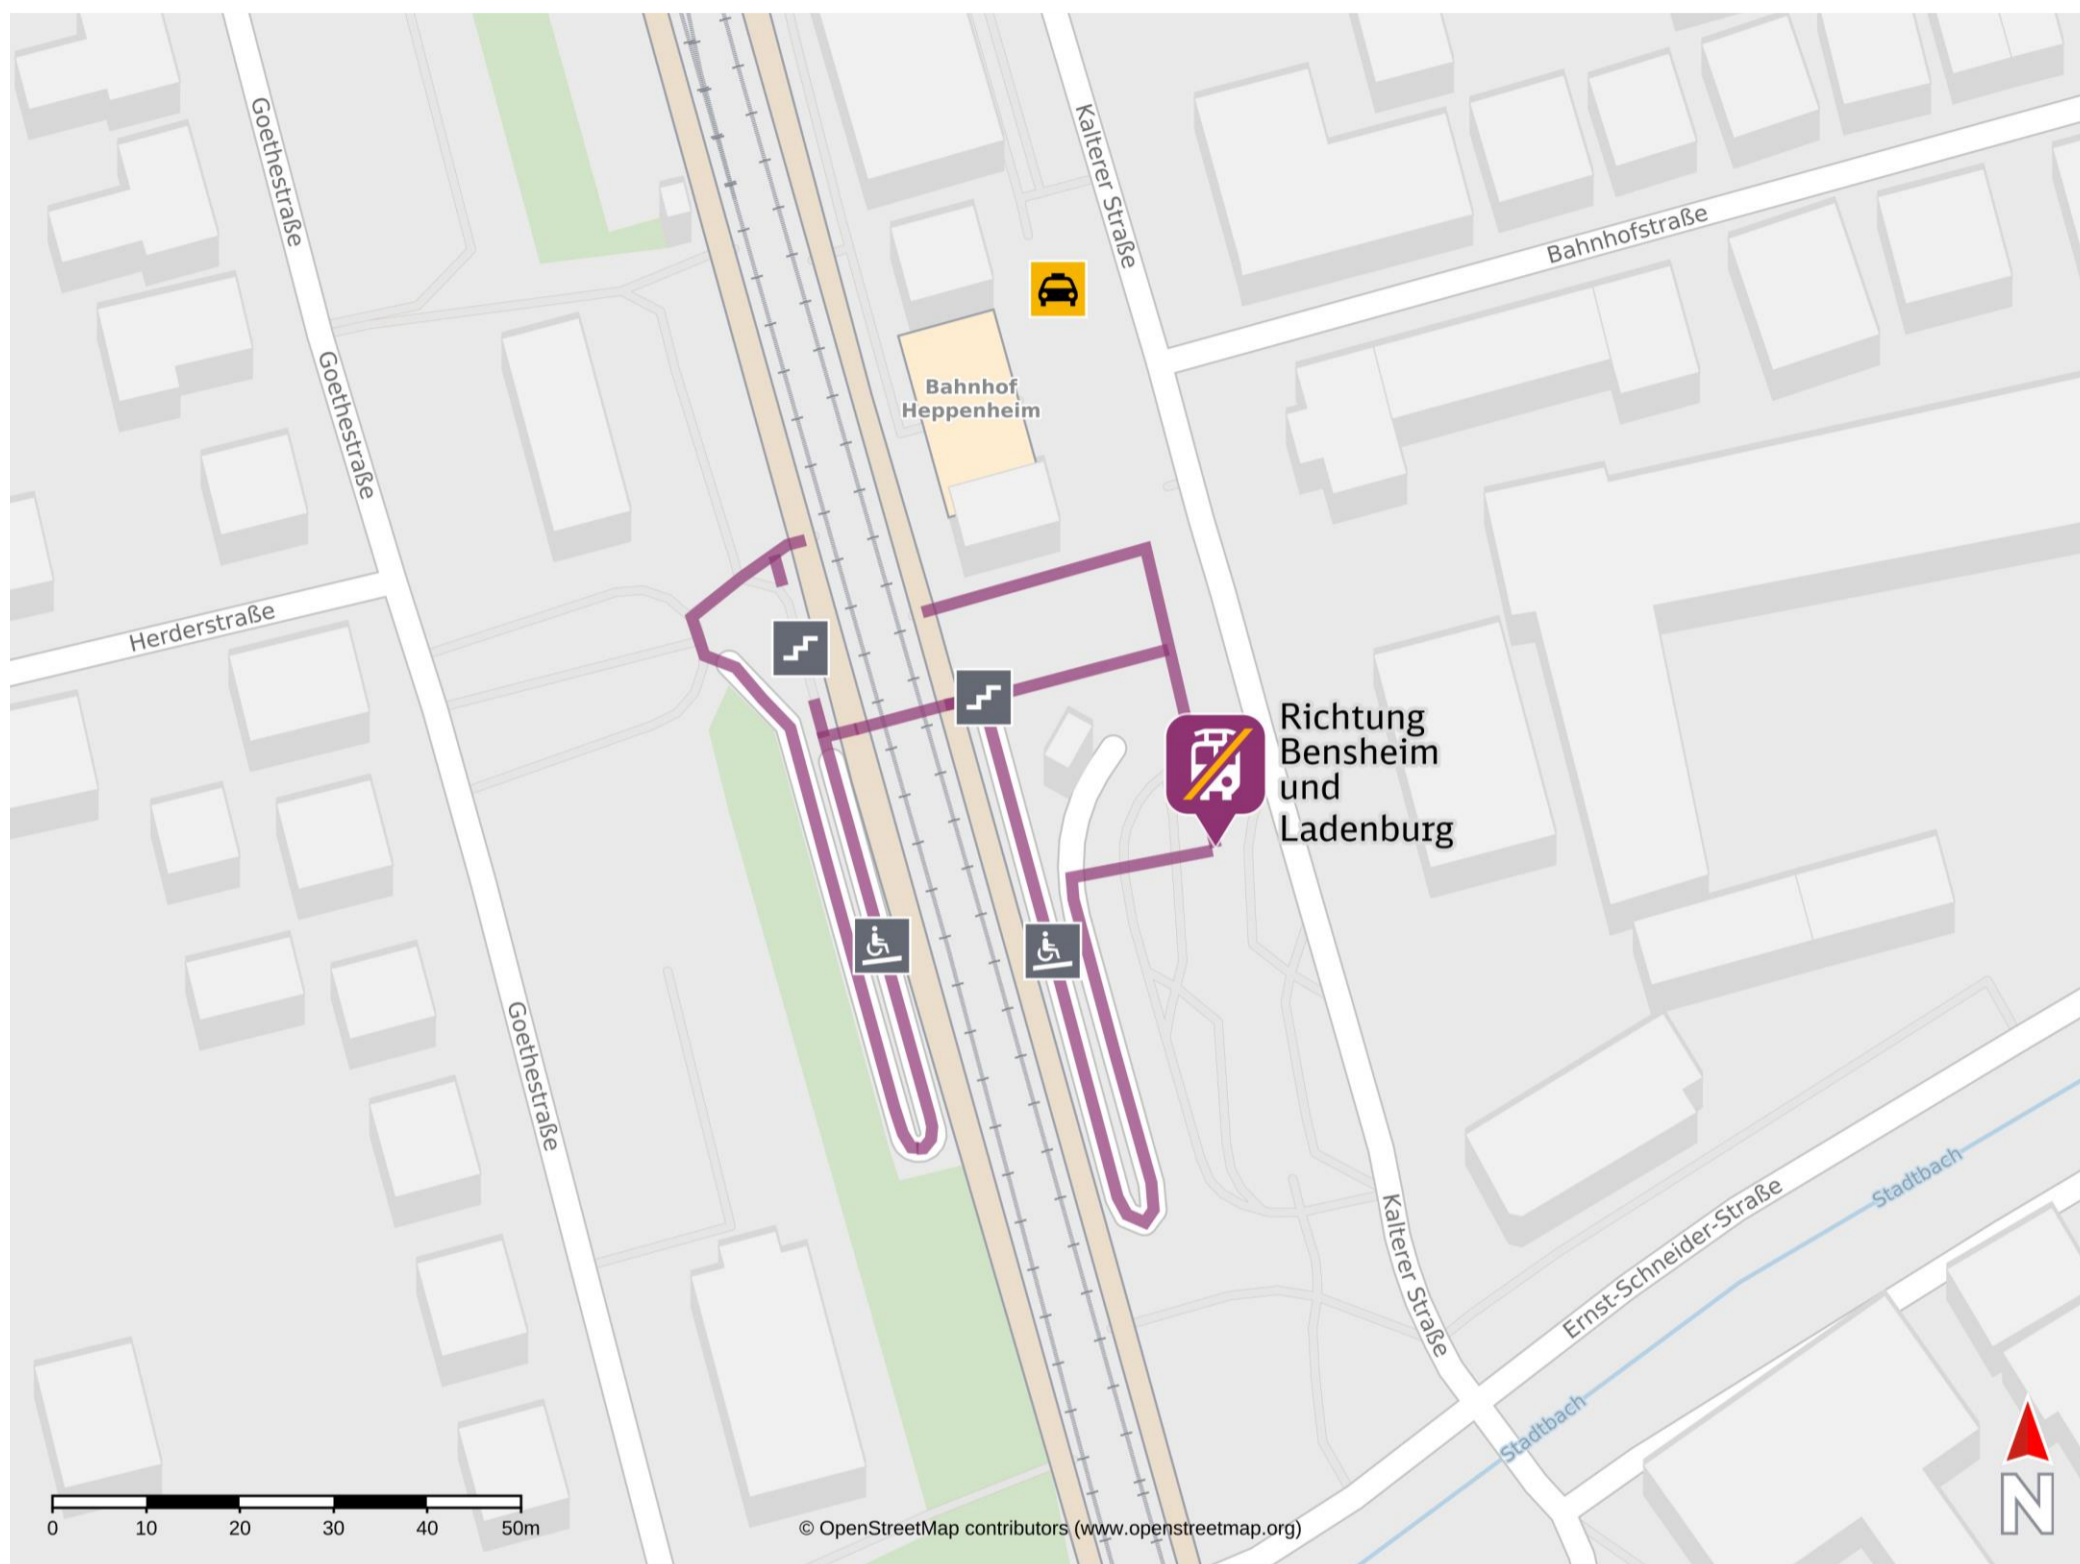 Goethestraße
Kalterer Straße
Bahnhofstraße
Goethestraße
Bahnhof
Heppenheim
Herderstraße
Richtung
Bensheim
und
Ladenburg
Goethestraße
Kalterer Straße
Ernst-Schneider-Straße
Stadtbach
Stadtbach
N
0 10 20 30 40 50m
© OpenStreetMap contributors (www.openstreetmap.org)